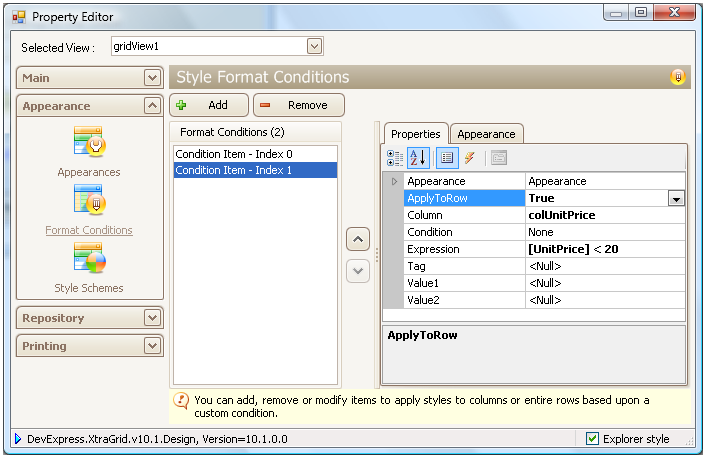 Property Editor
Selected View : gridView1
Main
Appearance
Appearances
Format Conditions
Style Schemes
Repository
Printing
Style Format Conditions
Add Remove
Format Conditions (2)
Condition Item - Index 0
Condition Item - Index 1
Properties Appearance
Appearance Appearance
ApplyToRow True
Column colUnitPrice
Condition None
Expression [UnitPrice] < 20
Tag <Null>
Value1 <Null>
Value2 <Null>
ApplyToRow
You can add, remove or modify items to apply styles to columns or entire rows based upon a
custom condition.
DevExpress.XtraGrid.v10.1.Design, Version=10.1.0.0 Explorer style